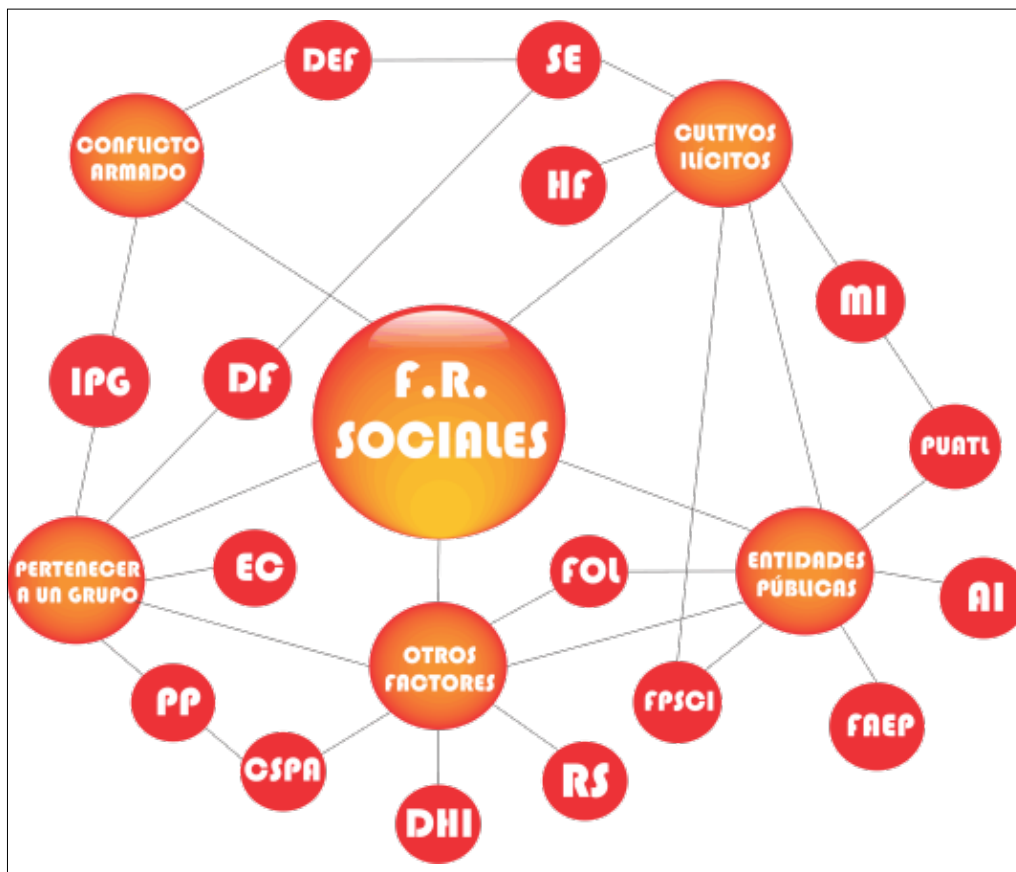 DEF
SE
CONFLICTO
ARMADO
CULTIVOS
ILÍCITOS
HF
MI
IPG
DF
F.R.
SOCIALES
PUATL
PERTENECER
A UN GRUPO
EC
FOL
ENTIDADES
PÚBLICAS
AI
OTROS
FACTORES
PP
FPSCI
FAEP
CSPA
RS
DHI